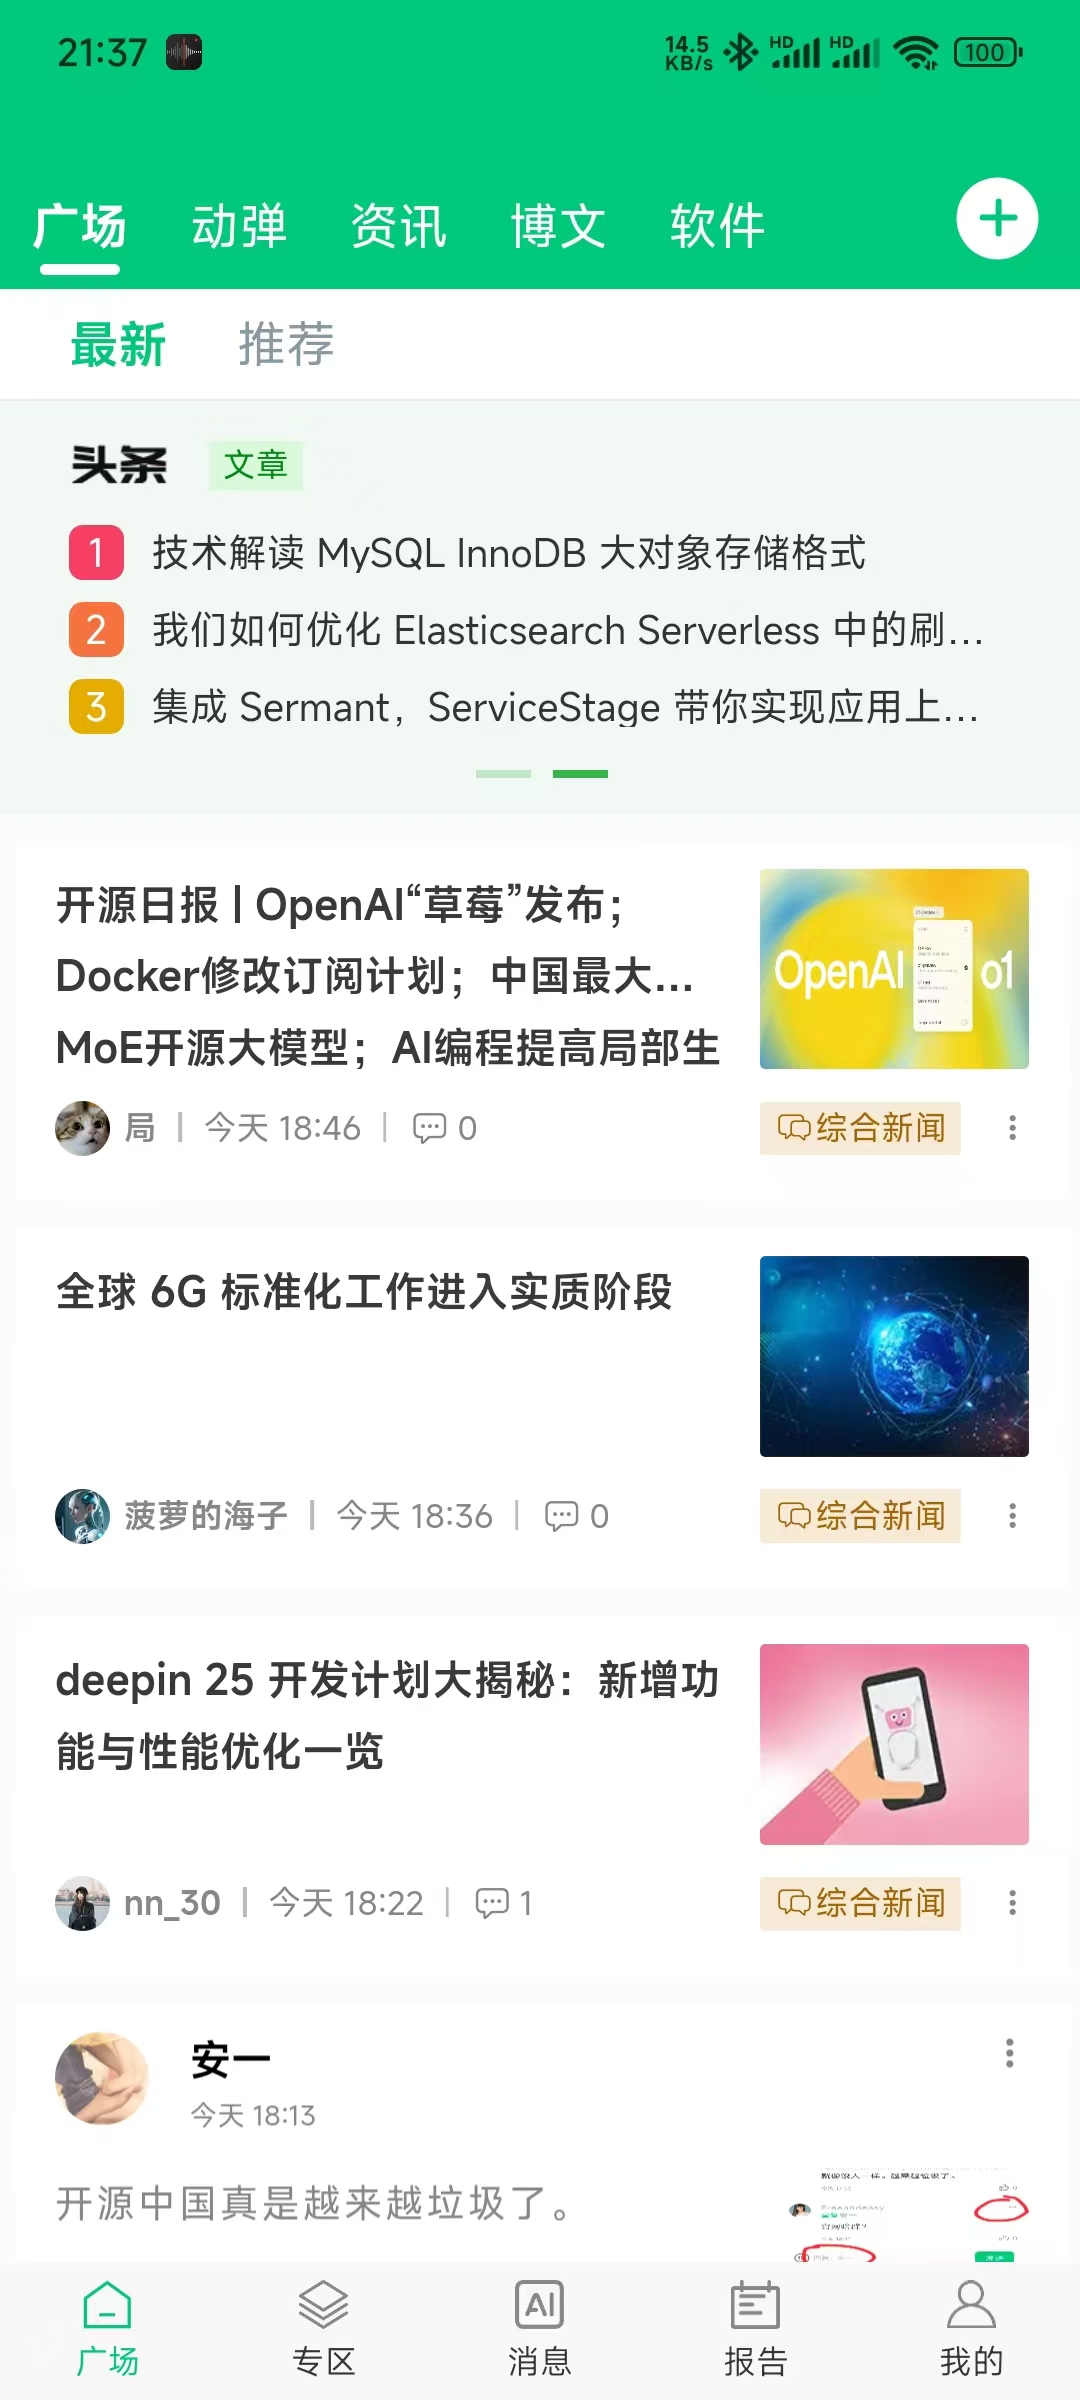 21:37
14.5 KB/s
HD HD 100
广场 动弹 资讯 博文 软件
最新 推荐
头条 文章
1 技术解读 MySQL InnoDB 大对象存储格式
2 我们如何优化 Elasticsearch Serverless 中的刷...
3 集成 Sermant，ServiceStage 带你实现应用上...
开源日报 | OpenAI“草莓”发布；
Docker修改订阅计划；中国最大...
MoE开源大模型；AI编程提高局部生
OpenAI o1
局 | 今天 18:46 | 0 综合新闻
全球 6G 标准化工作进入实质阶段
菠萝的海子 | 今天 18:36 | 0 综合新闻
deepin 25 开发计划大揭秘：新增功
能与性能优化一览
nn_30 | 今天 18:22 | 1 综合新闻
安一
今天 18:13
开源中国真是越来越垃圾了。
广场 专区 AI 消息 报告 我的